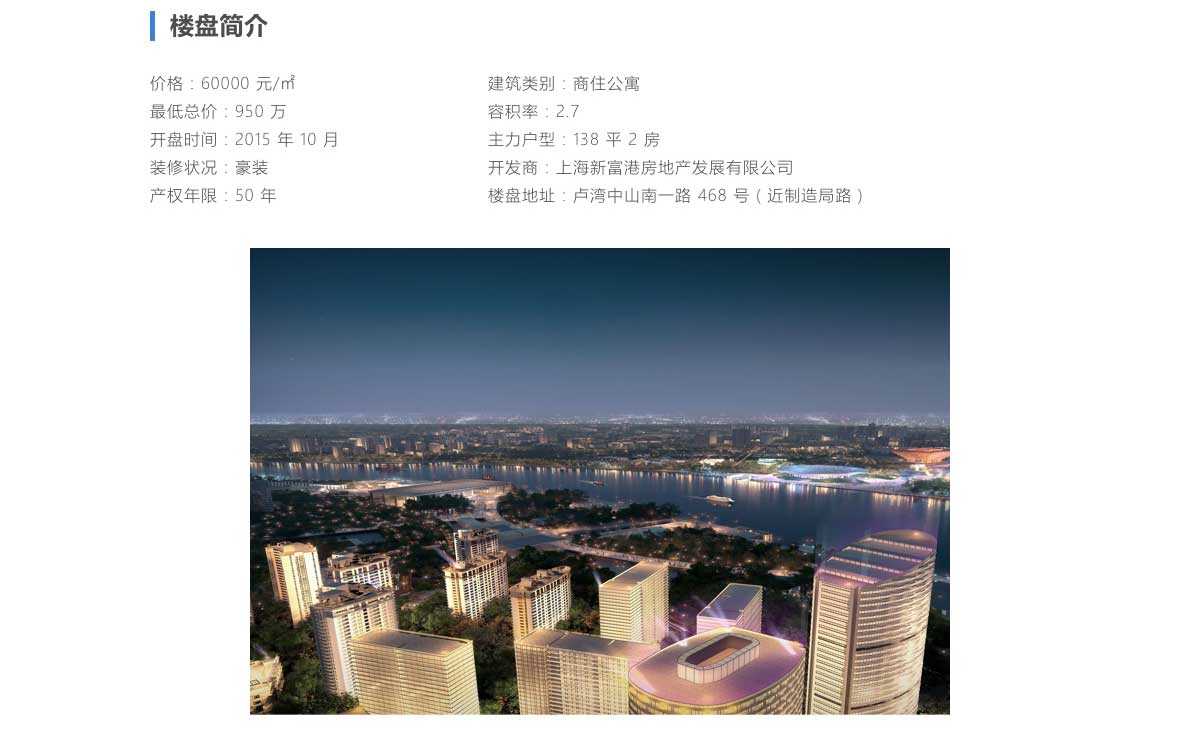 楼盘简介
价格：60000 元/㎡
最低总价：950 万
开盘时间：2015 年 10 月
装修状况：豪装
产权年限：50 年
建筑类别：商住公寓
容积率：2.7
主力户型：138 平 2 房
开发商：上海新富港房地产发展有限公司
楼盘地址：卢湾中山南一路 468 号（近制造局路）